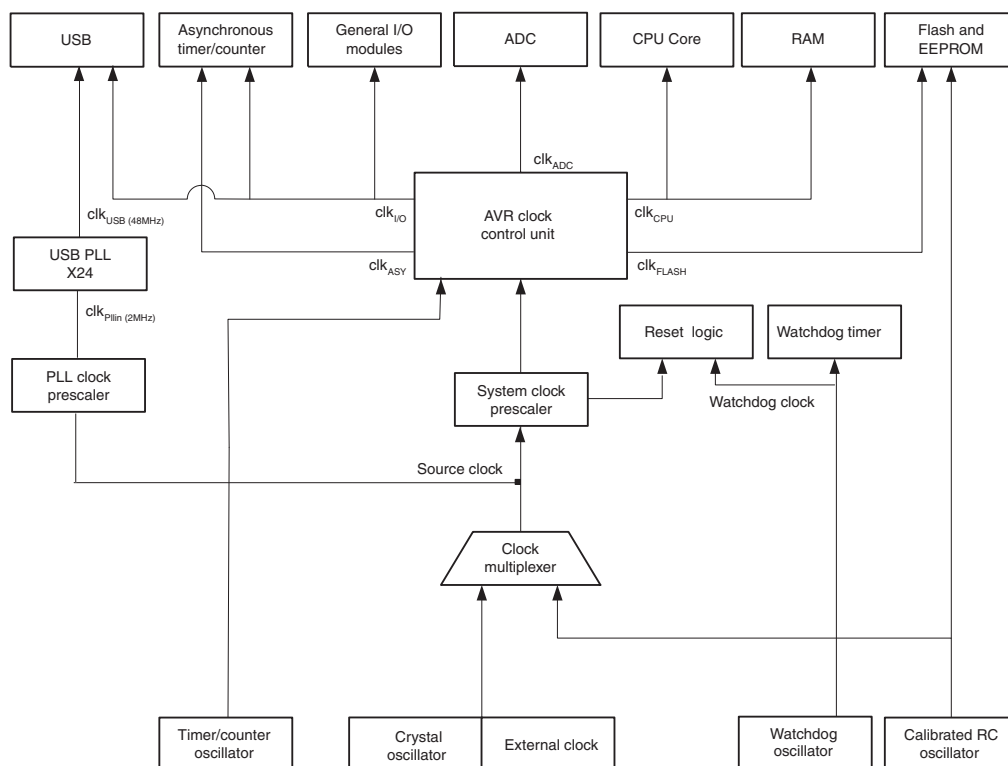 USB
Asynchronous
timer/counter
General I/O
modules
ADC
CPU Core
RAM
Flash and
EEPROM
clkADC
clkI/O
AVR clock
control unit
clkCPU
clkUSB (48MHz)
USB PLL
X24
clkASY
clkFLASH
clkPllin (2MHz)
Reset logic
Watchdog timer
PLL clock
prescaler
System clock
prescaler
Watchdog clock
Source clock
Clock
multiplexer
Timer/counter
oscillator
Crystal
oscillator
External clock
Watchdog
oscillator
Calibrated RC
oscillator